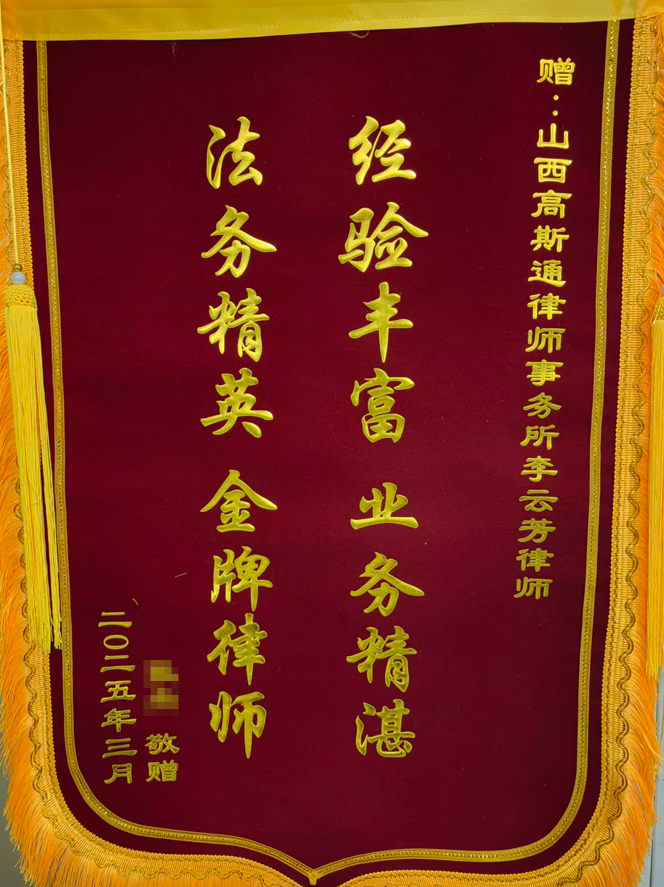 赠：山西高斯通律师事务所李云芳律师
经验丰富 业务精湛
法务精英 金牌律师
敬赠
二〇二五年三月